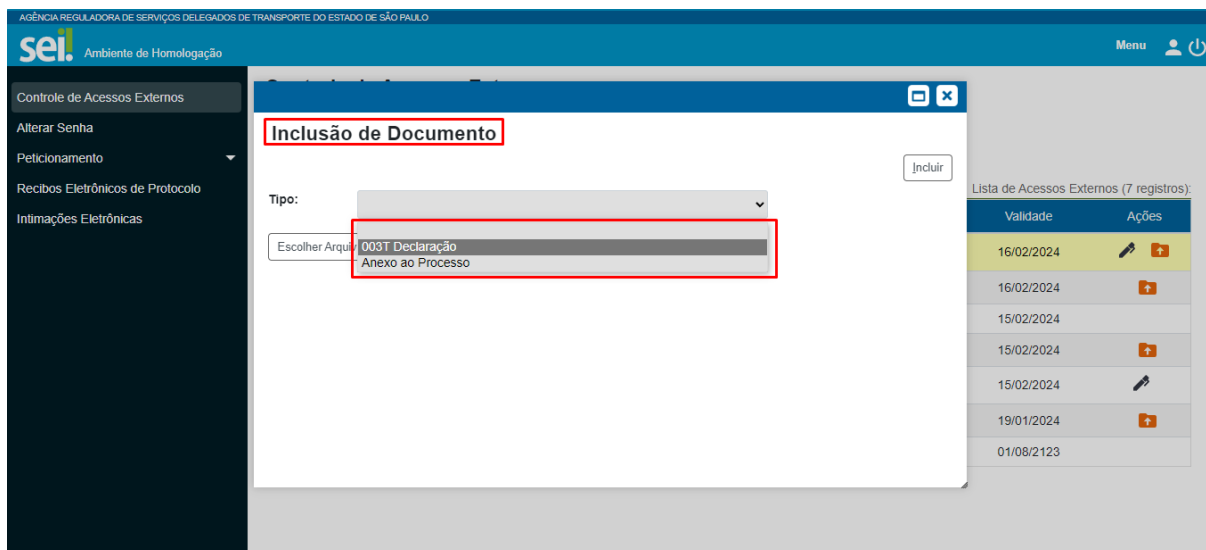 AGÊNCIA REGULADORA DE SERVIÇOS DELEGADOS DE TRANSPORTE DO ESTADO DE SÃO PAULO
sei! Ambiente de Homologação
Menu
Controle de Acessos Externos
Alterar Senha
Peticionamento
Recibos Eletrônicos de Protocolo
Intimações Eletrônicas
Inclusão de Documento
Incluir
Tipo:
Escolher Arquiv
003T Declaração
Anexo ao Processo
Lista de Acessos Externos (7 registros):
Validade Ações
16/02/2024
16/02/2024
15/02/2024
15/02/2024
15/02/2024
19/01/2024
01/08/2123